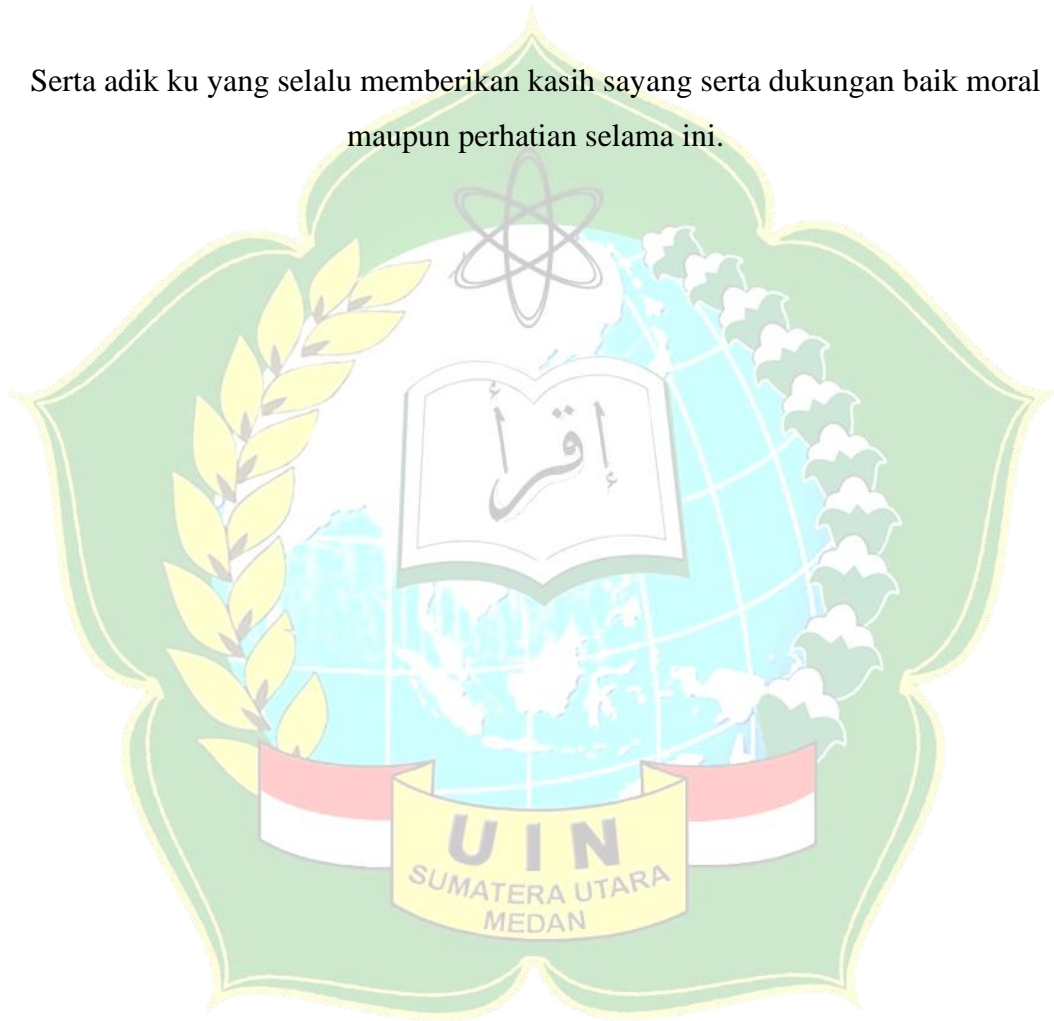 Serta adik ku yang selalu memberikan kasih sayang serta dukungan baik moral
maupun perhatian selama ini.
إقرأ
UIN
SUMATERA UTARA
MEDAN